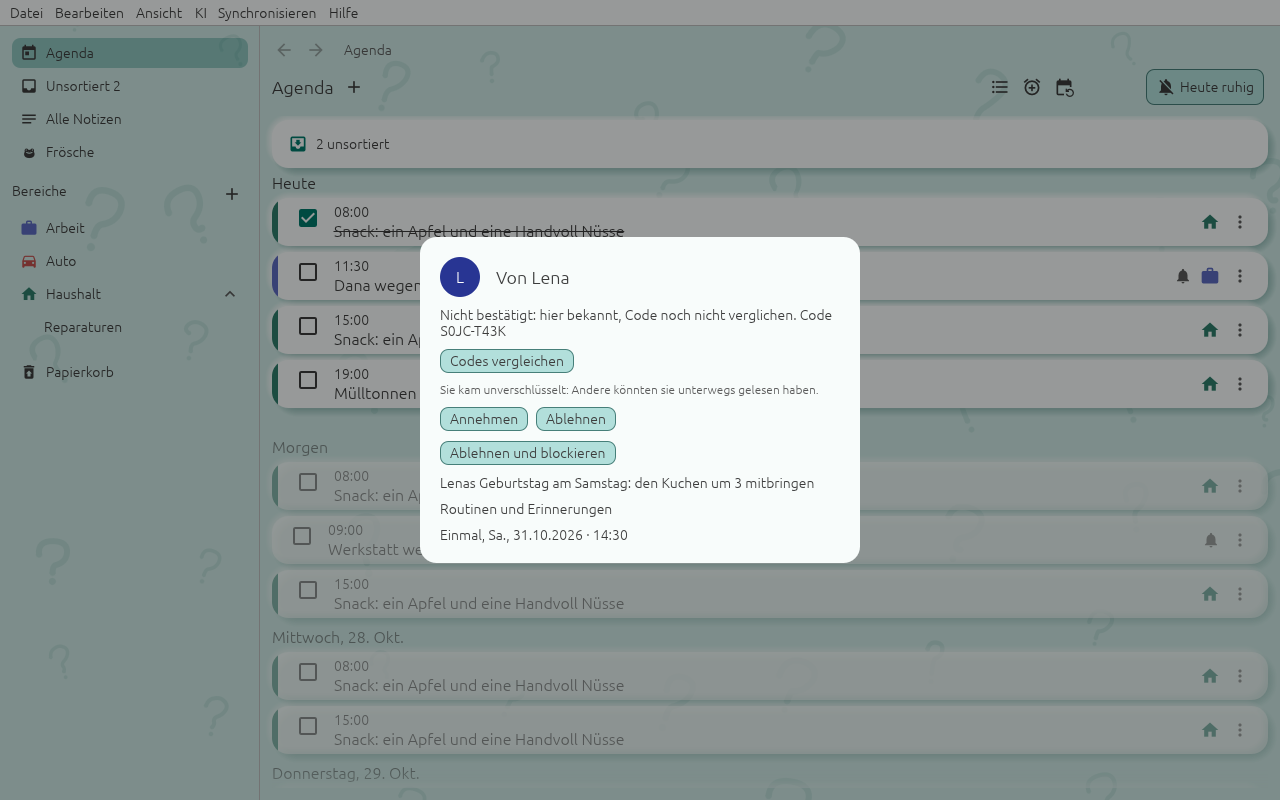 Datei Bearbeiten Ansicht KI Synchronisieren Hilfe
Agenda
Unsortiert 2
Alle Notizen
Frösche
Bereiche
Arbeit
Auto
Haushalt
Reparaturen
Papierkorb
Agenda
Agenda
Heute ruhig
2 unsortiert
Heute
08:00
Snack: ein Apfel und eine Handvoll Nüsse
11:30
Dana wegen
15:00
Snack: ein
19:00
Mülltonnen
Von Lena
Nicht bestätigt: hier bekannt, Code noch nicht verglichen. Code
S0JC-T43K
Codes vergleichen
Sie kam unverschlüsselt: Andere könnten sie unterwegs gelesen haben.
Annehmen Ablehnen
Ablehnen und blockieren
Lenas Geburtstag am Samstag: den Kuchen um 3 mitbringen
Routinen und Erinnerungen
Einmal, Sa., 31.10.2026 · 14:30
L
Morgen
08:00
Snack: ein
09:00
Werkstatt
15:00
Snack: ein Apfel und eine Handvoll Nüsse
Mittwoch, 28. Okt.
08:00
Snack: ein Apfel und eine Handvoll Nüsse
15:00
Snack: ein Apfel und eine Handvoll Nüsse
Donnerstag, 29. Okt.